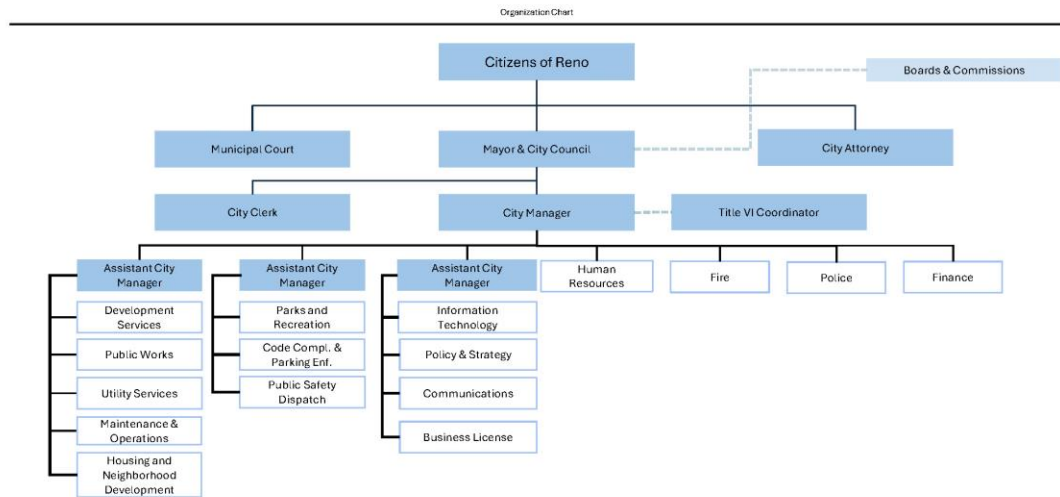 Organization Chart
Citizens of Reno
Boards & Commissions
Municipal Court
Mayor & City Council
City Attorney
City Clerk
City Manager
Title VI Coordinator
Assistant City
Manager
Assistant City
Manager
Assistant City
Manager
Human
Resources
Fire
Police
Finance
Development
Services
Public Works
Utility Services
Maintenance &
Operations
Housing and
Neighborhood
Development
Parks and
Recreation
Code Compl. &
Parking Enf.
Public Safety
Dispatch
Information
Technology
Policy & Strategy
Communications
Business License